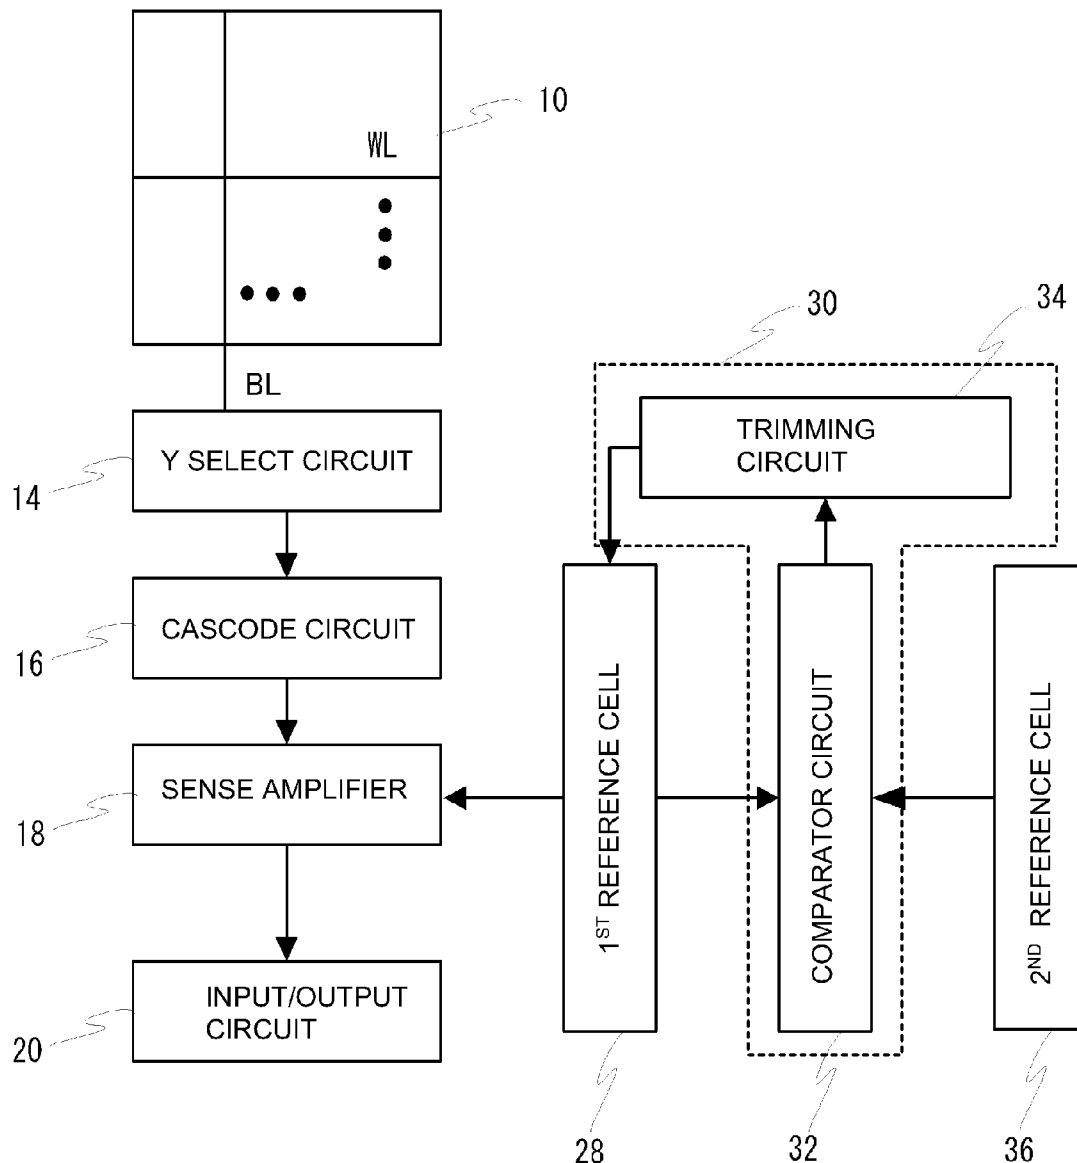 10
WL
30
34
BL
TRIMMING
CIRCUIT
Y SELECT CIRCUIT
14
CASCODE CIRCUIT
16
SENSE AMPLIFIER
18
1ST REFERENCE CELL
COMPARATOR CIRCUIT
2ND REFERENCE CELL
INPUT/OUTPUT
CIRCUIT
20
28
32
36